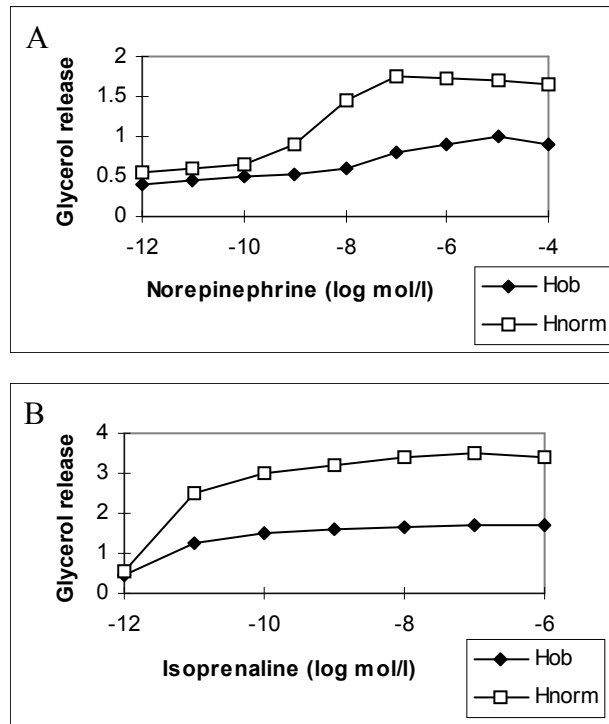 A
Glycerol release
2
1.5
1
0.5
0
-12 -10 -8 -6 -4
Norepinephrine (log mol/l)
Hob
Hnorm
B
Glycerol release
4
3
2
1
0
-12 -10 -8 -6
Isoprenaline (log mol/l)
Hob
Hnorm